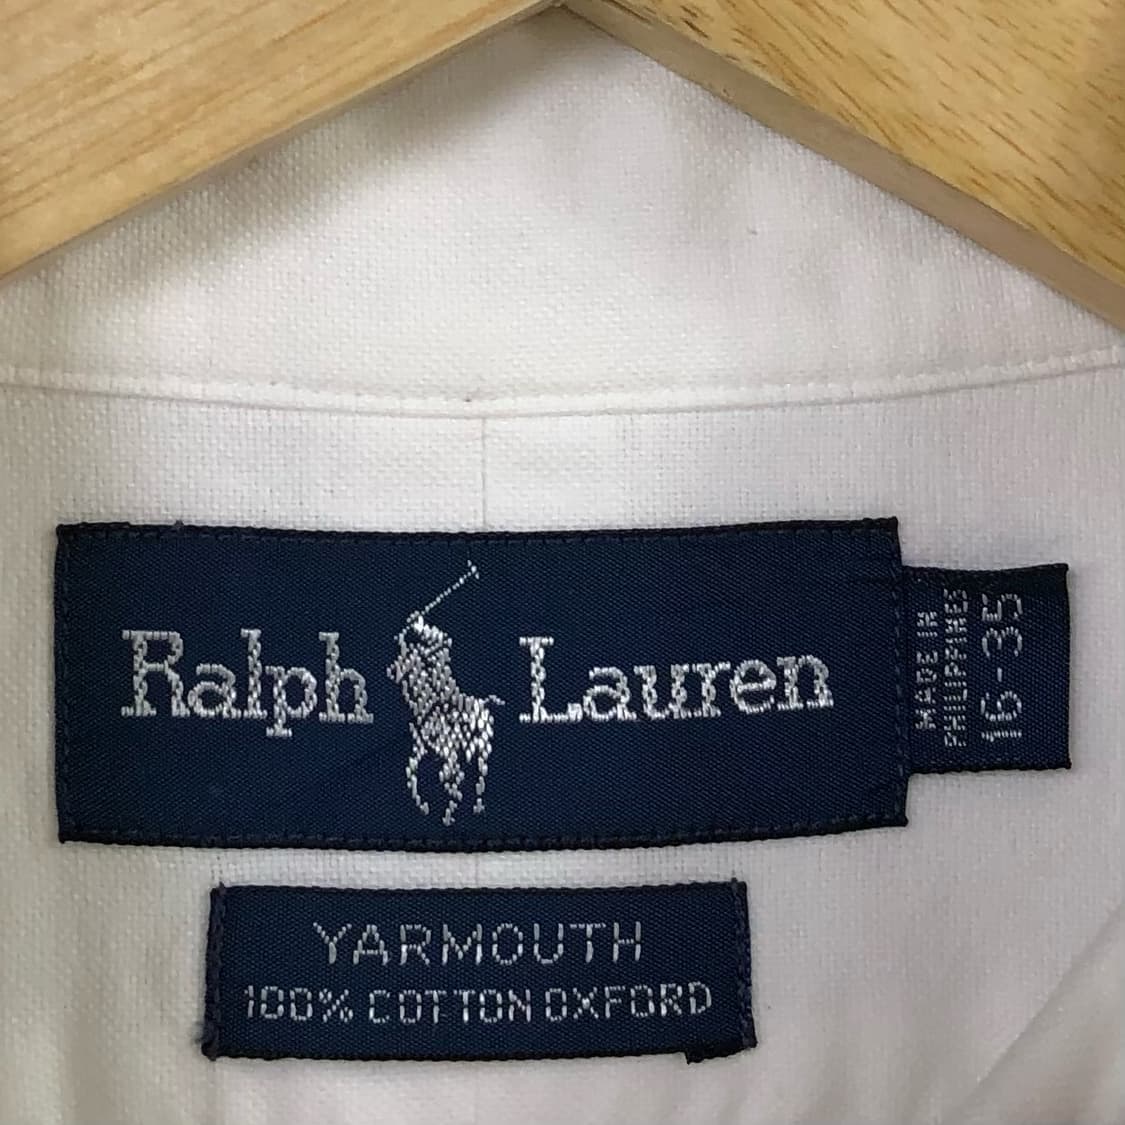 Ralph Lauren
MADE IN
PHILIPPINES
16-35
YARMOUTH
100% COTTON OXFORD